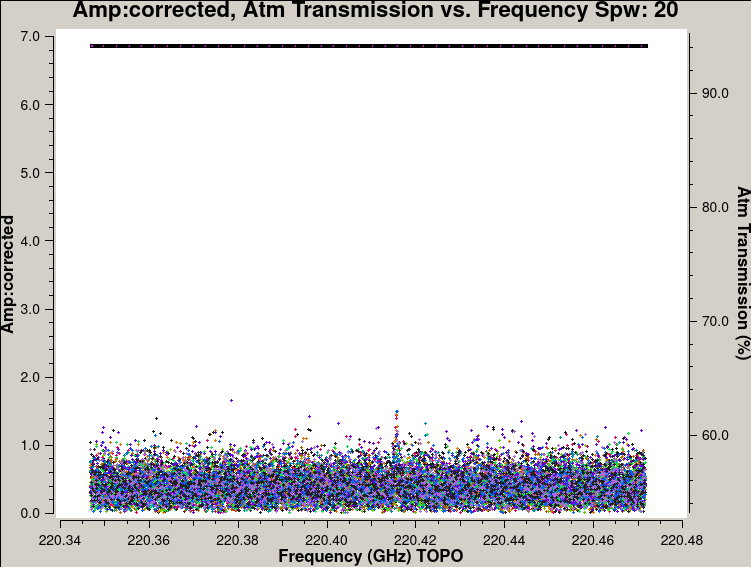 Amp:corrected, Atm Transmission vs. Frequency Spw: 20
7.0
6.0
5.0
4.0
3.0
2.0
1.0
0.0
Amp:corrected
90.0
80.0
70.0
60.0
Atm Transmission (%)
220.34 220.36 220.38 220.40 220.42 220.44 220.46 220.48
Frequency (GHz) TOPO